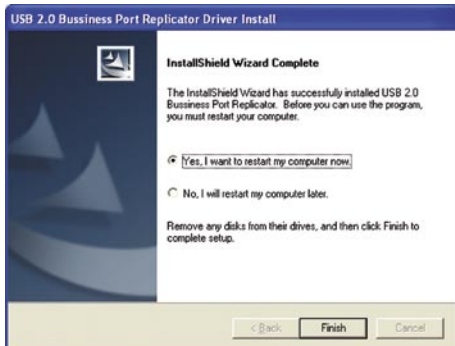 USB 2.0 Bussiness Port Replicator Driver Install
InstallShield Wizard Complete
The InstallShield Wizard has successfully installed USB 2.0
Bussiness Port Replicator. Before you can use the program,
you must restart your computer.
Yes, I want to restart my computer now.
No, I will restart my computer later.
Remove any disks from their drives, and then click Finish to
complete setup.
< Back Finish Cancel